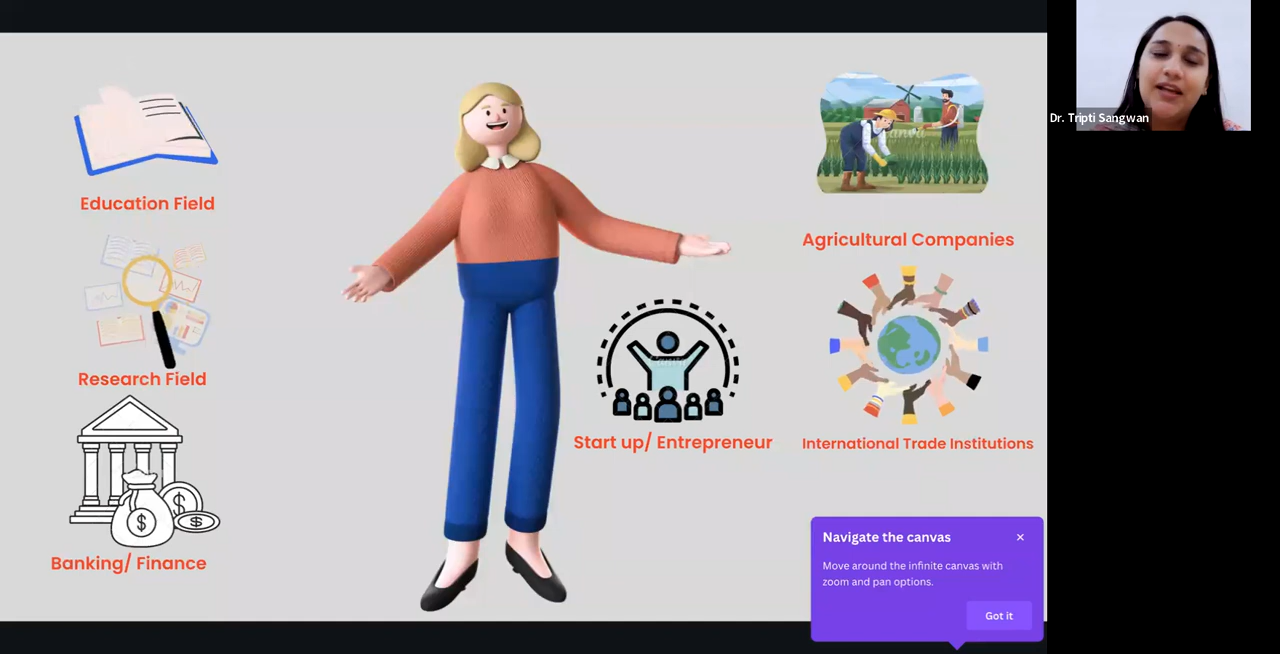 Education Field
Research Field
Banking/ Finance
Start up/ Entrepreneur
Agricultural Companies
International Trade Institutions
Navigate the canvas
Move around the infinite canvas with
zoom and pan options.
Got it
Dr. Tripti Sangwan